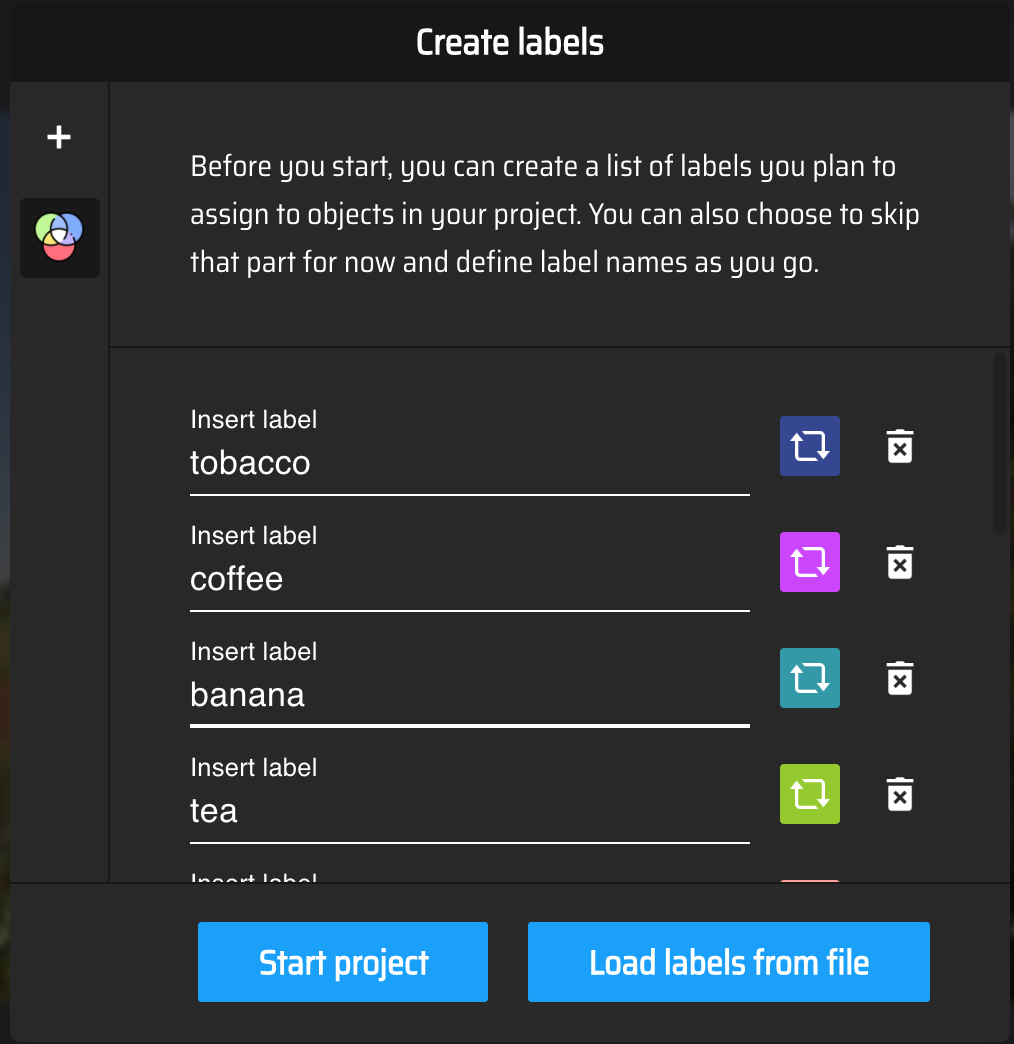 Create labels
Before you start, you can create a list of labels you plan to
assign to objects in your project. You can also choose to skip
that part for now and define label names as you go.
Insert label
tobacco
Insert label
coffee
Insert label
banana
Insert label
tea
Insert label
Start project
Load labels from file